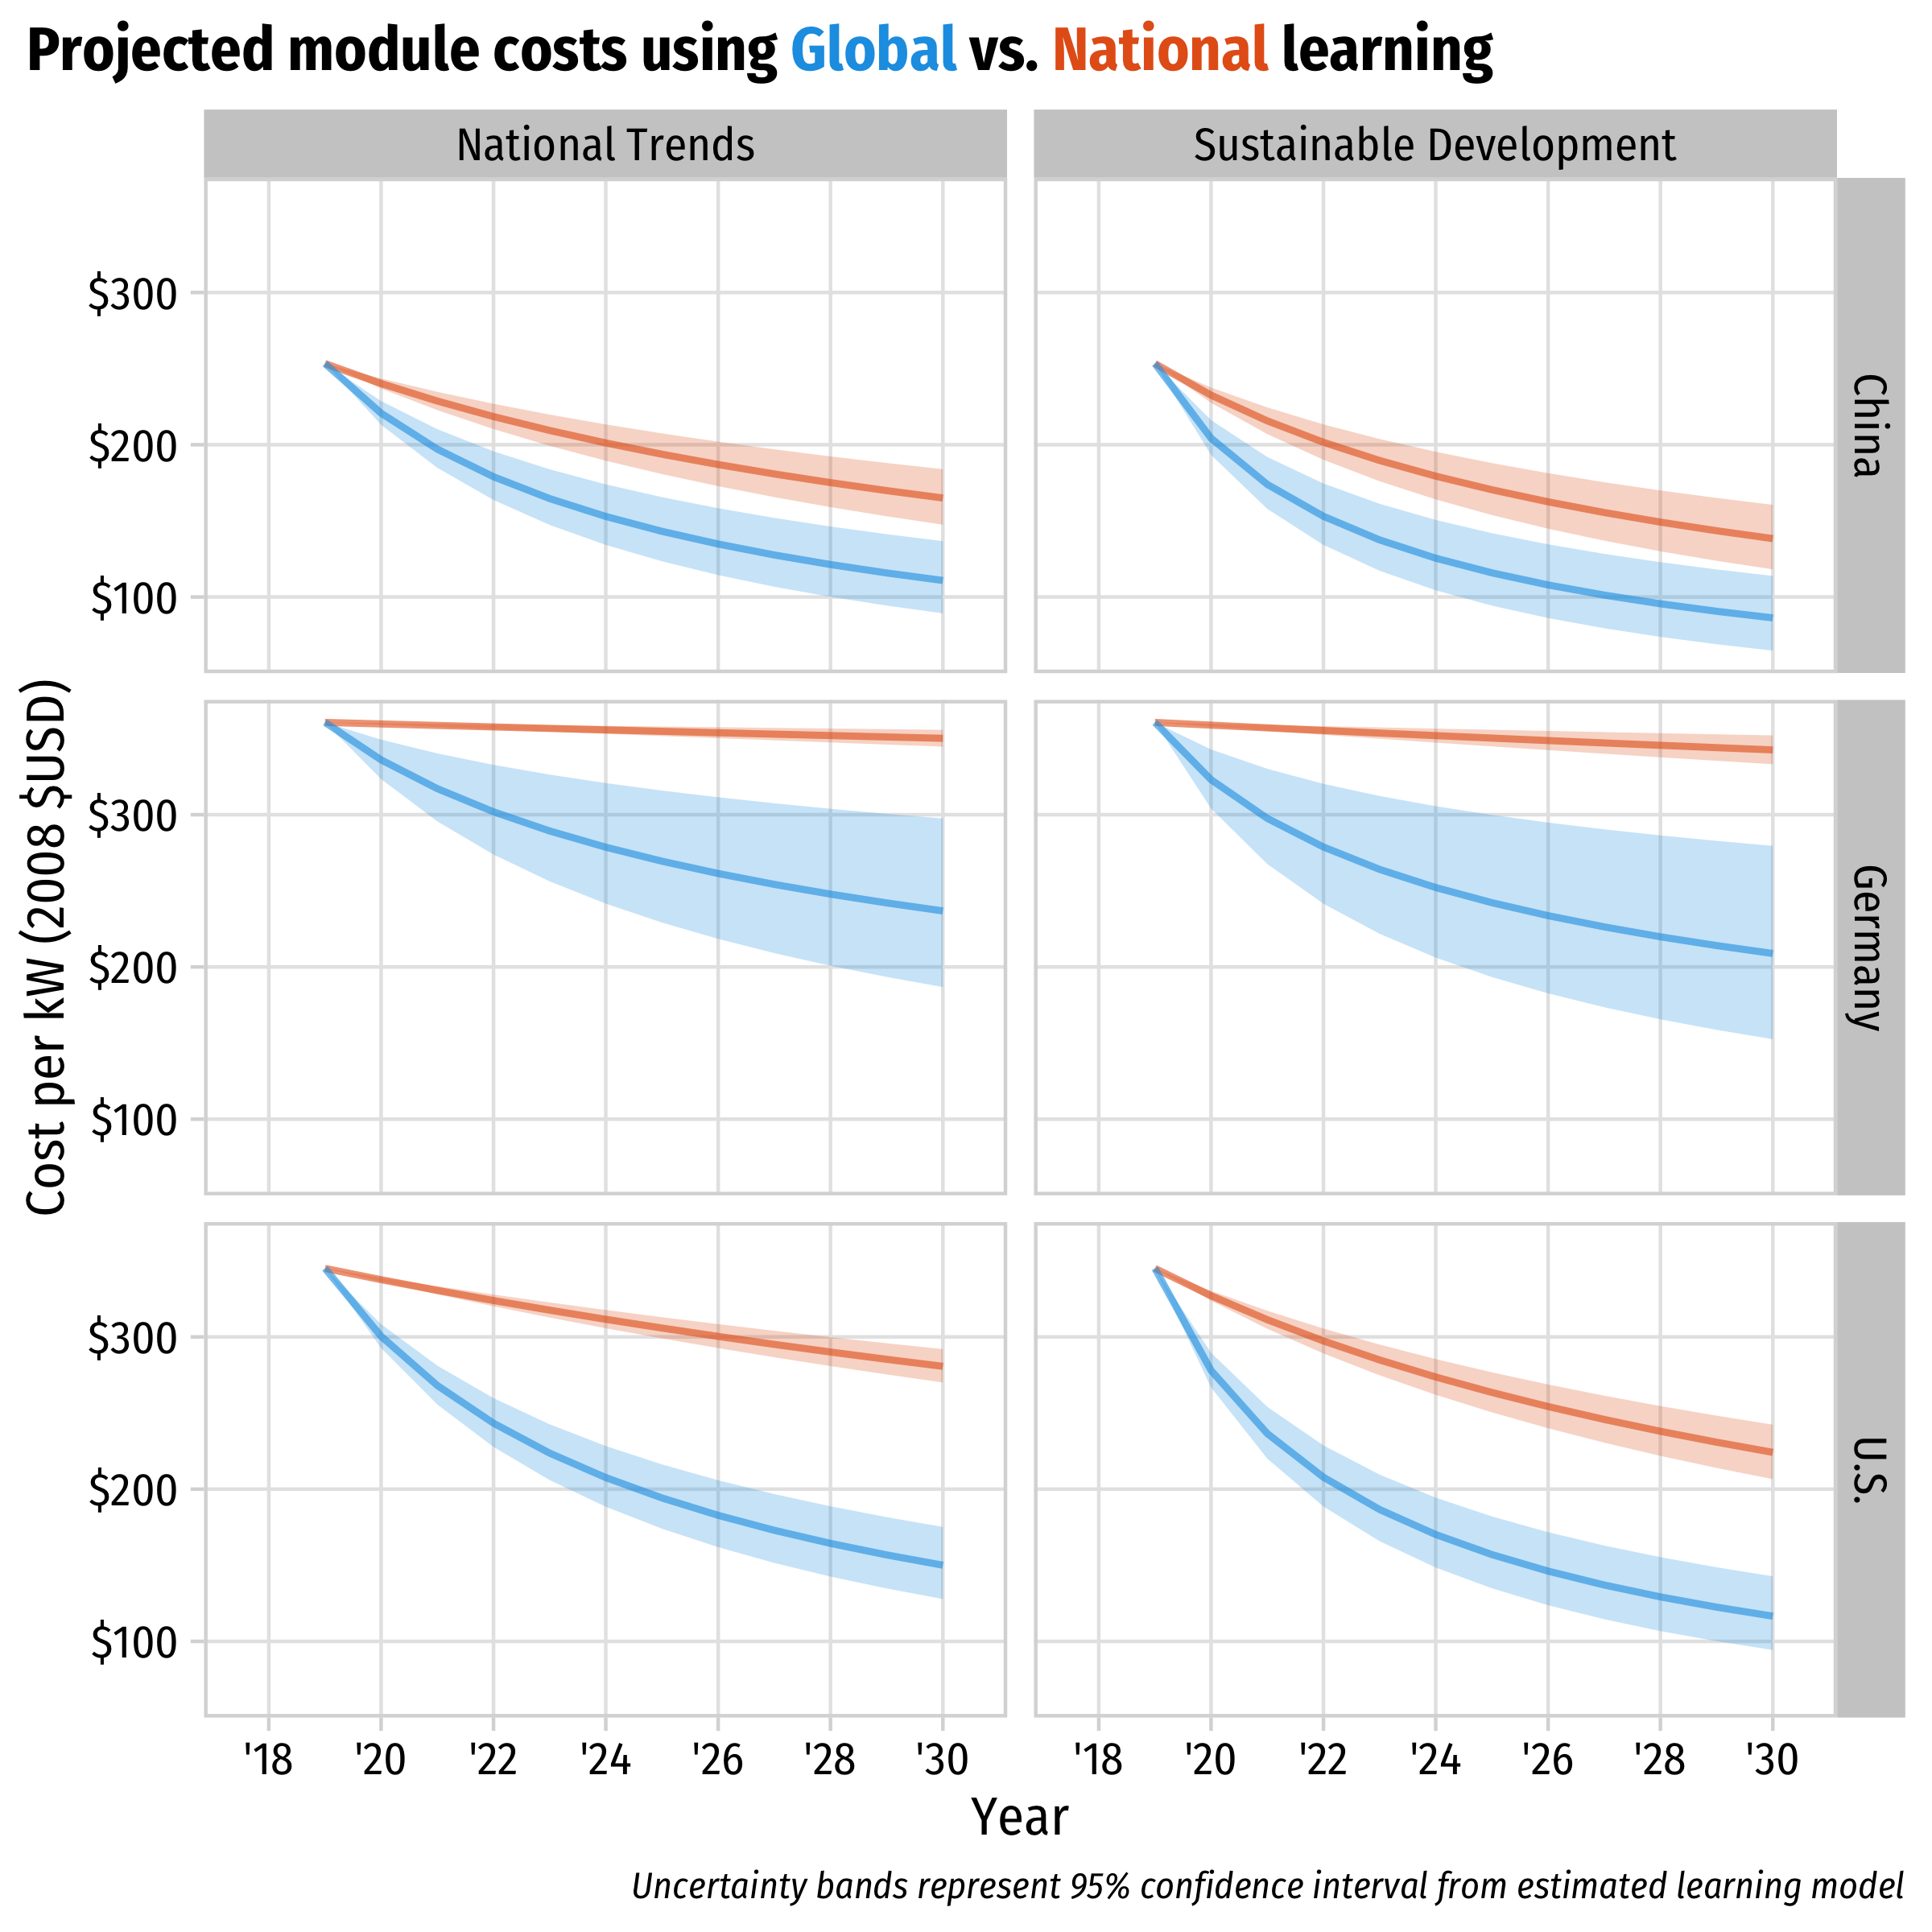 Projected module costs using Global vs. National learning
National Trends
Sustainable Development
China
$300
$200
$100
Germany
$300
$200
$100
U.S.
$300
$200
$100
Cost per kW (2008 $USD)
'18 '20 '22 '24 '26 '28 '30
'18 '20 '22 '24 '26 '28 '30
Year
Uncertainty bands represent 95% confidence interval from estimated learning model